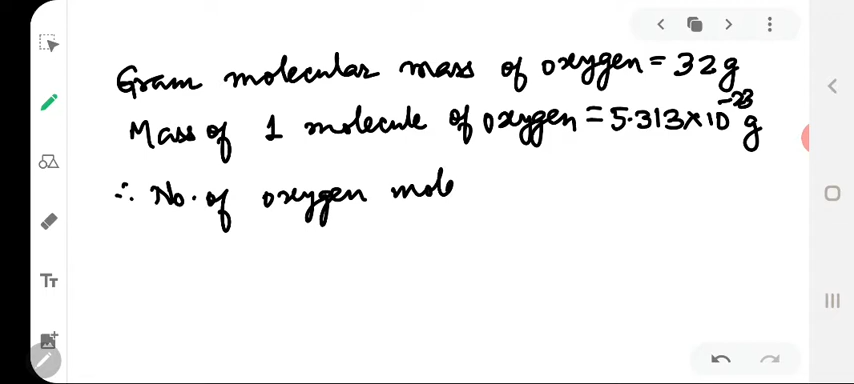 Gram molecular mass of oxygen = 32g
Mass of 1 molecule of oxygen = 5.313×10⁻²³ g
∴ No. of oxygen mole
TT